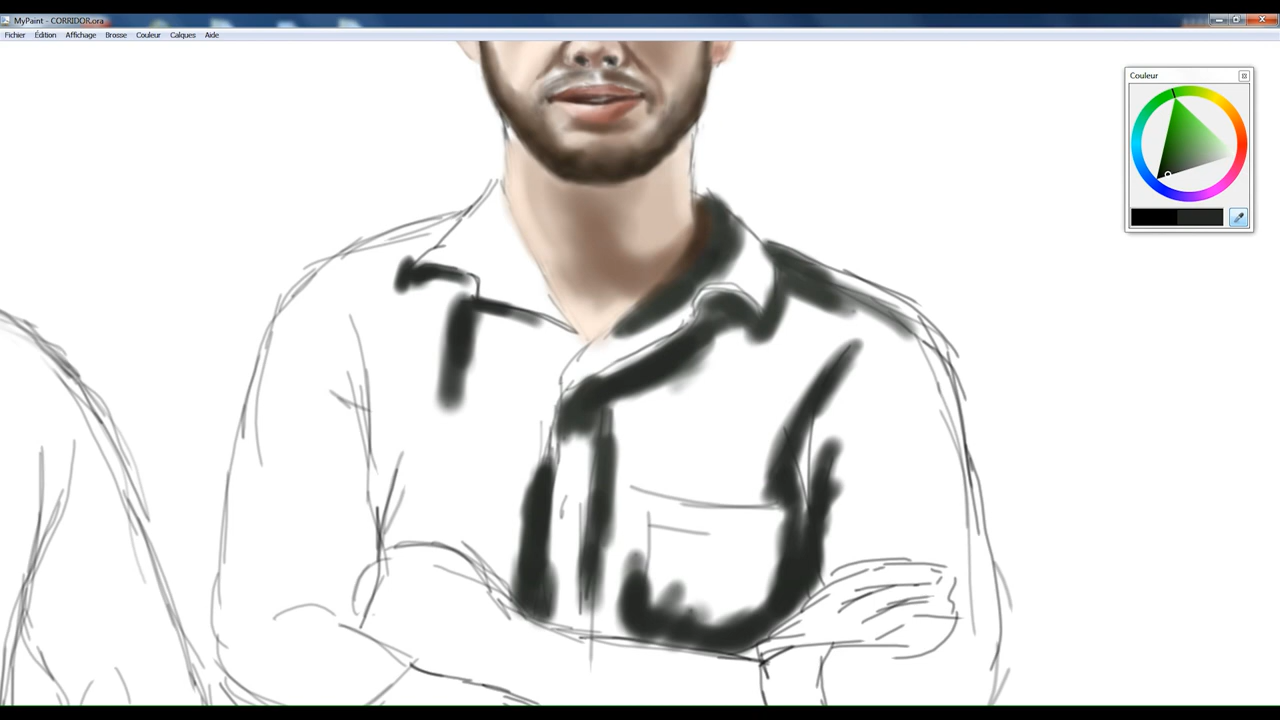 MyPaint - CORRIDOR.ora
Fichier Édition Affichage Brosse Couleur Calques Aide
Couleur